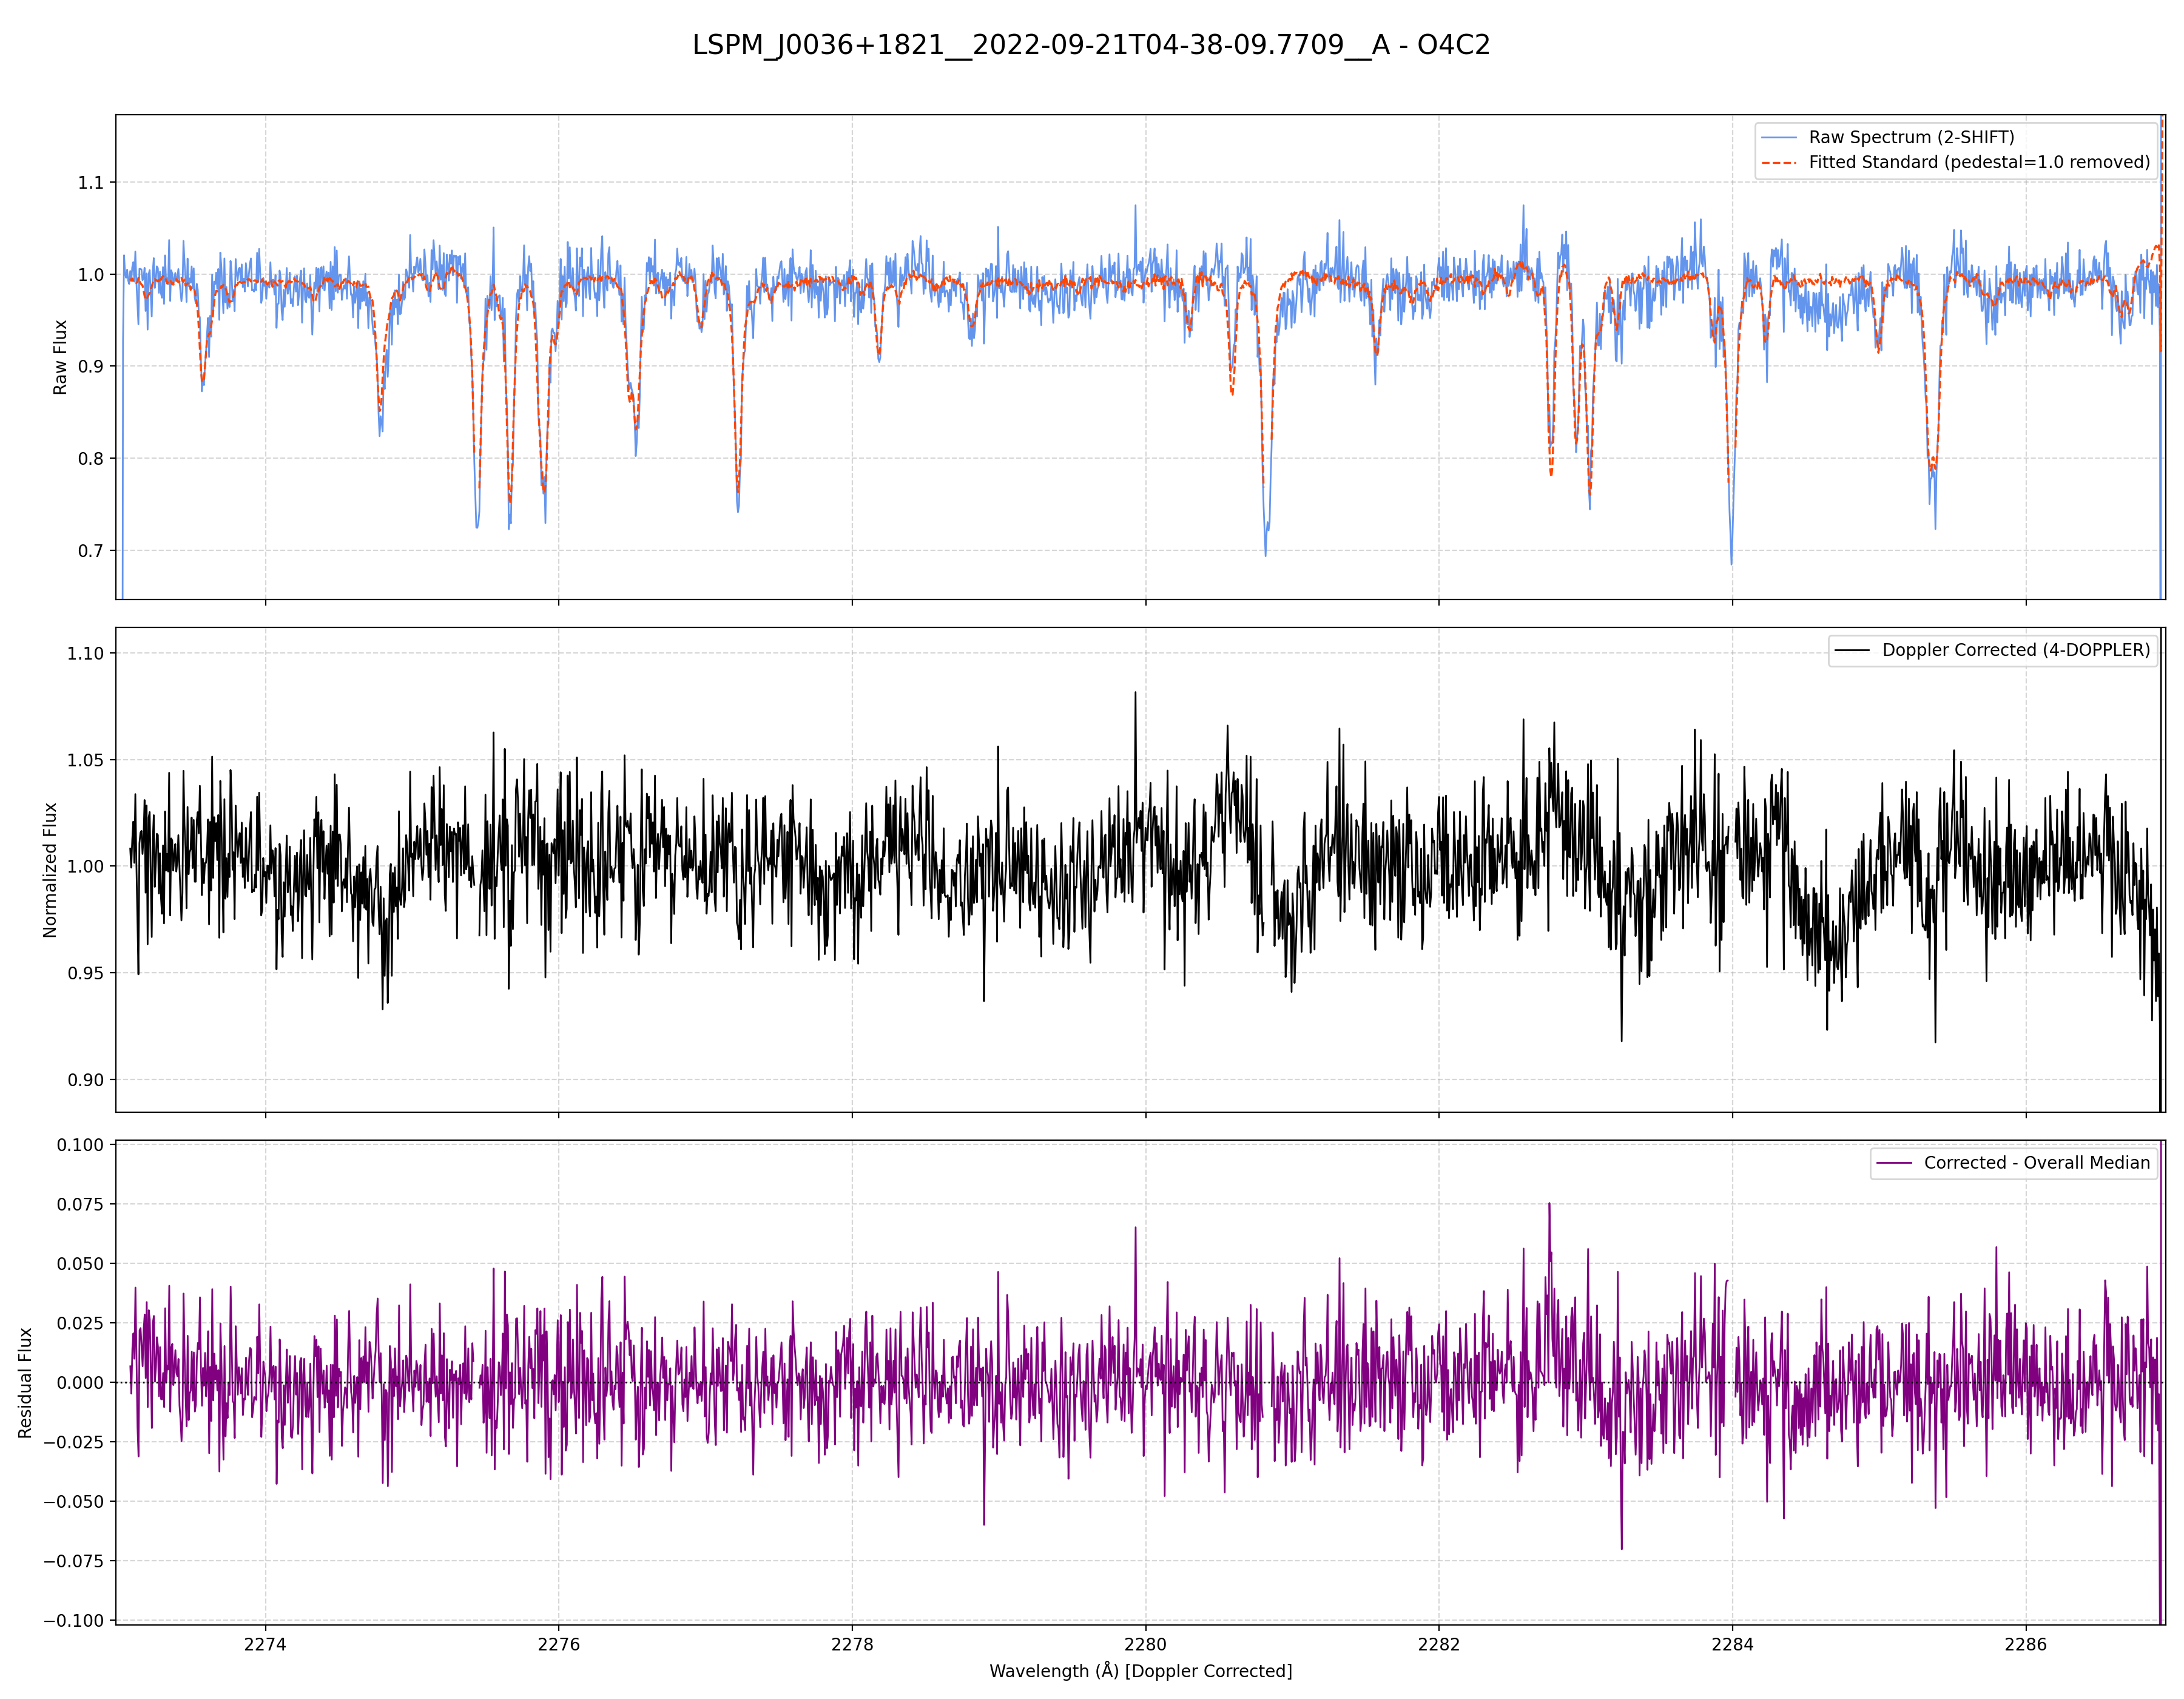 LSPM_J0036+1821__2022-09-21T04-38-09.7709__A - O4C2
Raw Spectrum (2-SHIFT)
Fitted Standard (pedestal=1.0 removed)
1.1
1.0
0.9
0.8
0.7
Raw Flux
Doppler Corrected (4-DOPPLER)
1.10
1.05
1.00
0.95
0.90
Normalized Flux
Corrected - Overall Median
0.100
0.075
0.050
0.025
0.000
−0.025
−0.050
−0.075
−0.100
Residual Flux
2274 2276 2278 2280 2282 2284 2286
Wavelength (Å) [Doppler Corrected]